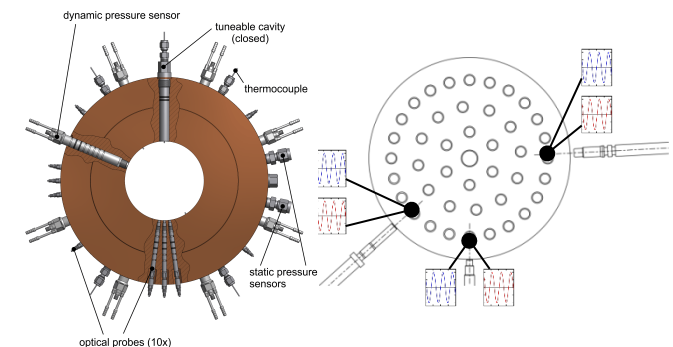 dynamic pressure sensor
tuneable cavity
(closed)
thermocouple
static pressure
sensors
optical probes (10x)